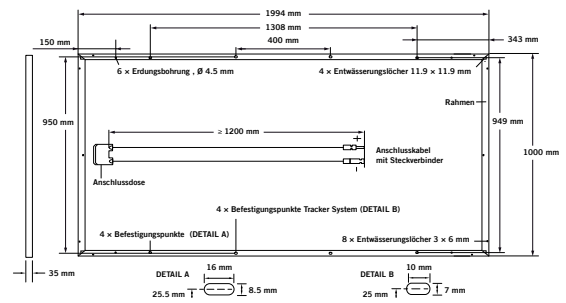 1994 mm
1308 mm
150 mm
400 mm
343 mm
6 × Erdungsbohrung , Ø 4.5 mm
4 × Entwässerungslöcher 11.9 × 11.9 mm
Rahmen
950 mm
949 mm
≥ 1200 mm
+
Anschlusskabel
mit Steckverbinder
1000 mm
–
Anschlussdose
4 × Befestigungspunkte Tracker System (DETAIL B)
4 × Befestigungspunkte (DETAIL A)
8 × Entwässerungslöcher 3 × 6 mm
35 mm
DETAIL A
16 mm
8.5 mm
25.5 mm
DETAIL B
10 mm
7 mm
25 mm